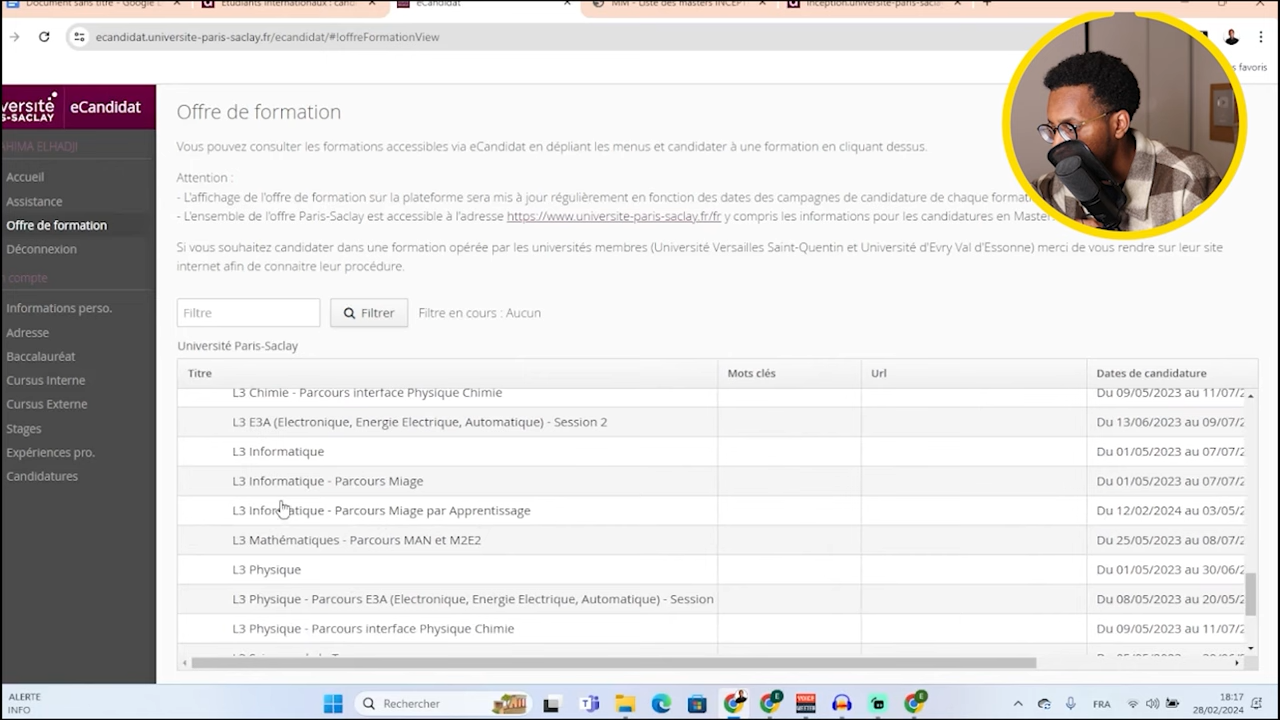 Document sans titre - Google
Étudiants internationaux : cand
eCandidat
MM - Liste des masters INCEPT
inception.universite-paris-sacla
ecandidat.universite-paris-saclay.fr/ecandidat/#!offreFormationView
favoris
versité
S-SACLAY
eCandidat
AHIMA ELHADJI
Accueil
Assistance
Offre de formation
Déconnexion
n compte
Informations perso.
Adresse
Baccalauréat
Cursus Interne
Cursus Externe
Stages
Expériences pro.
Candidatures
Offre de formation
Vous pouvez consulter les formations accessibles via eCandidat en dépliant les menus et candidater à une formation en cliquant dessus.
Attention :
- L'affichage de l'offre de formation sur la plateforme sera mis à jour régulièrement en fonction des dates des campagnes de candidature de chaque format
- L'ensemble de l'offre Paris-Saclay est accessible à l'adresse https://www.universite-paris-saclay.fr/fr y compris les informations pour les candidatures en Master
Si vous souhaitez candidater dans une formation opérée par les universités membres (Université Versailles Saint-Quentin et Université d'Evry Val d'Essonne) merci de vous rendre sur leur site
internet afin de connaitre leur procédure.
Filtre
Filtrer
Filtre en cours : Aucun
Université Paris-Saclay
Titre Mots clés Url Dates de candidature
L3 Chimie - Parcours interface Physique Chimie Du 09/05/2023 au 11/07/2
L3 E3A (Electronique, Energie Electrique, Automatique) - Session 2 Du 13/06/2023 au 09/07/2
L3 Informatique Du 01/05/2023 au 07/07/2
L3 Informatique - Parcours Miage Du 01/05/2023 au 07/07/2
L3 Informatique - Parcours Miage par Apprentissage Du 12/02/2024 au 03/05/2
L3 Mathématiques - Parcours MAN et M2E2 Du 25/05/2023 au 08/07/2
L3 Physique Du 01/05/2023 au 30/06/2
L3 Physique - Parcours E3A (Electronique, Energie Electrique, Automatique) - Session Du 08/05/2023 au 20/05/2
L3 Physique - Parcours interface Physique Chimie Du 09/05/2023 au 11/07/2
ALERTE
INFO
Rechercher
FRA
18:17
28/02/2024